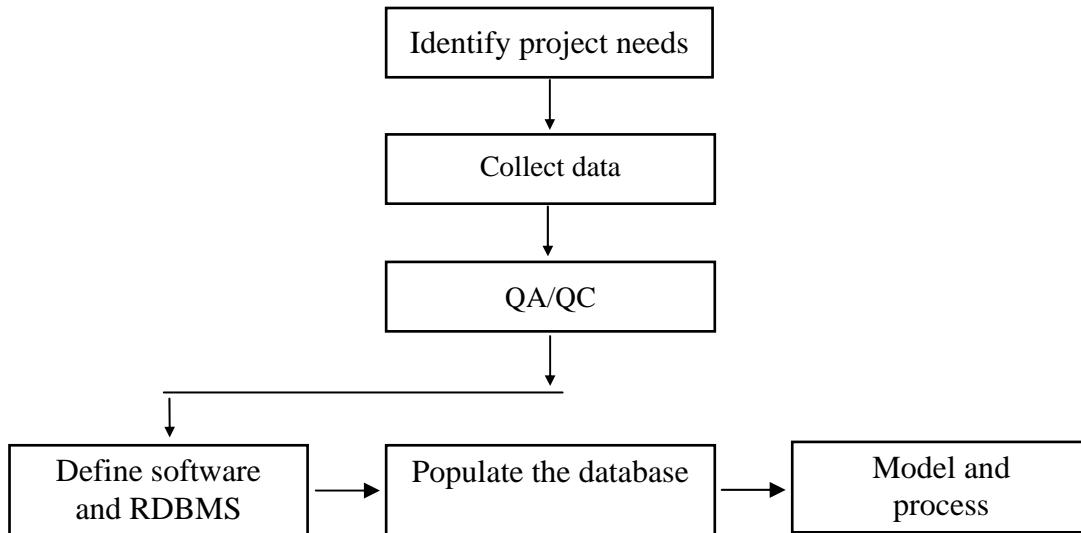 Identify project needs
Collect data
QA/QC
Define software
and RDBMS
Populate the database
Model and
process